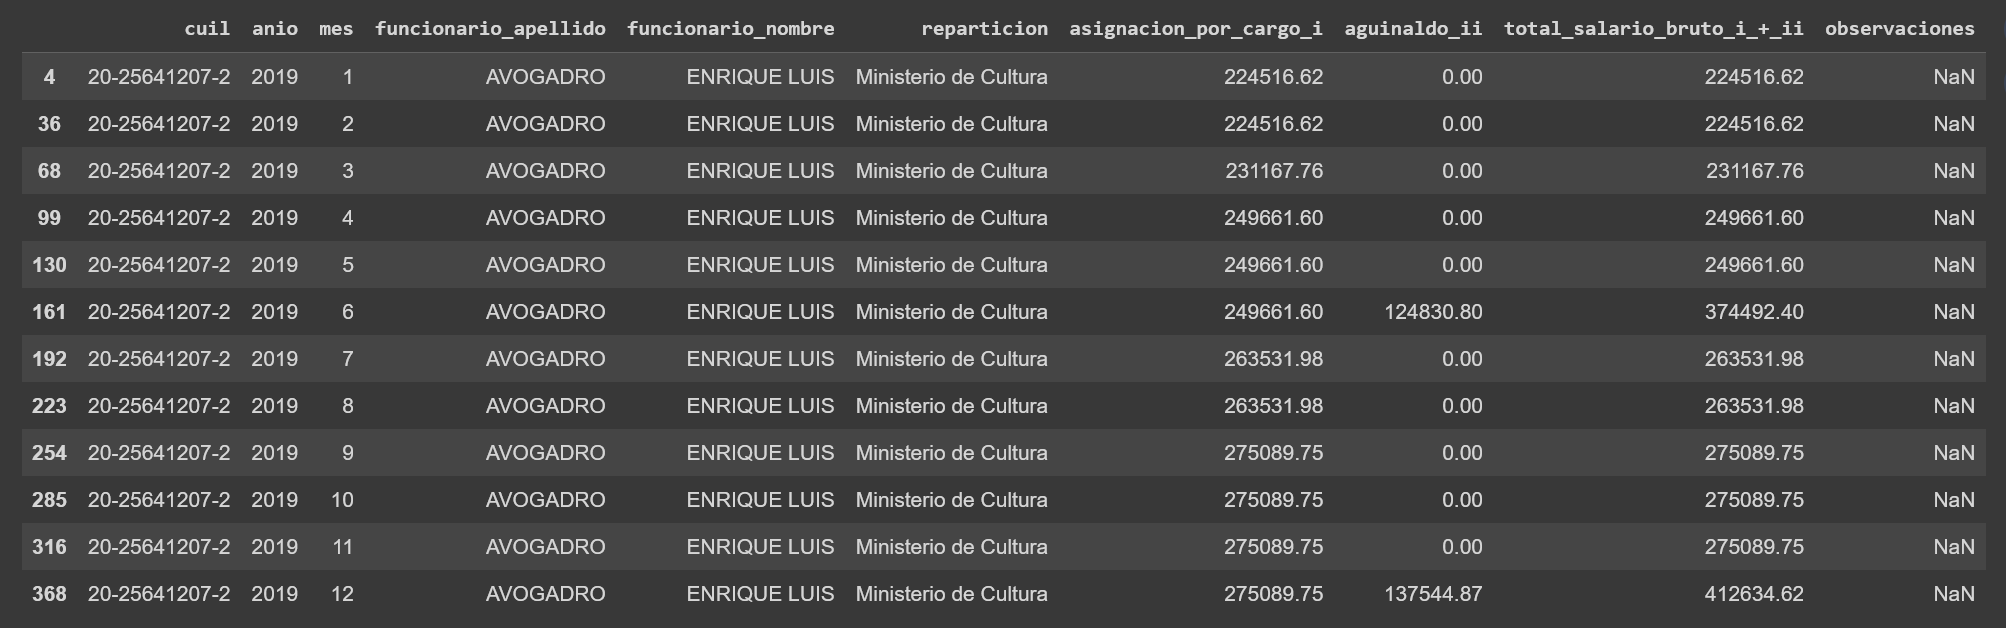 cuil anio mes funcionario_apellido funcionario_nombre reparticion asignacion_por_cargo_i aguinaldo_ii total_salario_bruto_i_+_ii observaciones
4 20-25641207-2 2019 1 AVOGADRO ENRIQUE LUIS Ministerio de Cultura 224516.62 0.00 224516.62 NaN
36 20-25641207-2 2019 2 AVOGADRO ENRIQUE LUIS Ministerio de Cultura 224516.62 0.00 224516.62 NaN
68 20-25641207-2 2019 3 AVOGADRO ENRIQUE LUIS Ministerio de Cultura 231167.76 0.00 231167.76 NaN
99 20-25641207-2 2019 4 AVOGADRO ENRIQUE LUIS Ministerio de Cultura 249661.60 0.00 249661.60 NaN
130 20-25641207-2 2019 5 AVOGADRO ENRIQUE LUIS Ministerio de Cultura 249661.60 0.00 249661.60 NaN
161 20-25641207-2 2019 6 AVOGADRO ENRIQUE LUIS Ministerio de Cultura 249661.60 124830.80 374492.40 NaN
192 20-25641207-2 2019 7 AVOGADRO ENRIQUE LUIS Ministerio de Cultura 263531.98 0.00 263531.98 NaN
223 20-25641207-2 2019 8 AVOGADRO ENRIQUE LUIS Ministerio de Cultura 263531.98 0.00 263531.98 NaN
254 20-25641207-2 2019 9 AVOGADRO ENRIQUE LUIS Ministerio de Cultura 275089.75 0.00 275089.75 NaN
285 20-25641207-2 2019 10 AVOGADRO ENRIQUE LUIS Ministerio de Cultura 275089.75 0.00 275089.75 NaN
316 20-25641207-2 2019 11 AVOGADRO ENRIQUE LUIS Ministerio de Cultura 275089.75 0.00 275089.75 NaN
368 20-25641207-2 2019 12 AVOGADRO ENRIQUE LUIS Ministerio de Cultura 275089.75 137544.87 412634.62 NaN